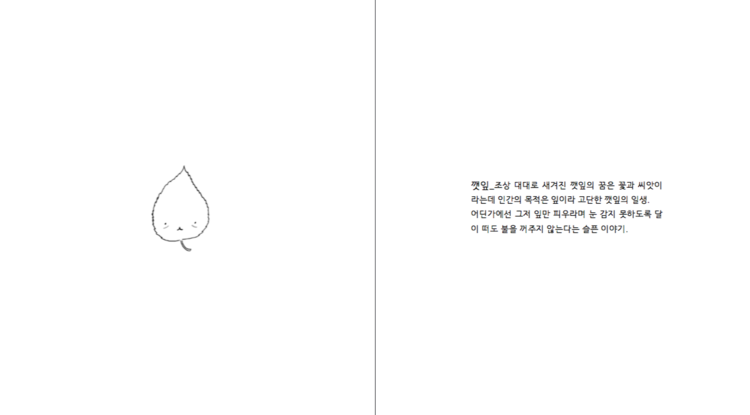 깻잎_조상 대대로 새겨진 깻잎의 꿈은 꽃과 씨앗이
라는데 인간의 목적은 잎이라 고단한 깻잎의 일생.
어딘가에선 그저 잎만 피우라며 눈 감지 못하도록 달
이 떠도 불을 꺼주지 않는다는 슬픈 이야기.